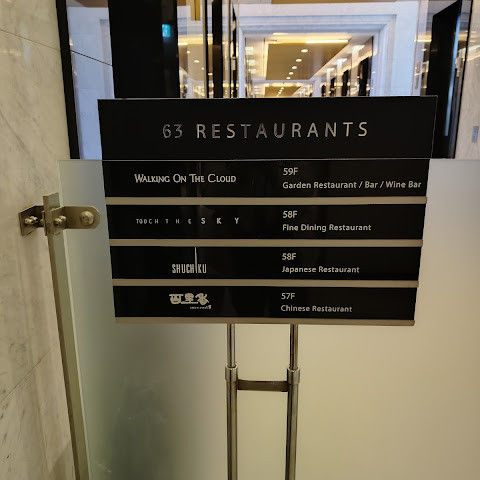 63 RESTAURANTS
WALKING ON THE CLOUD
59F
Garden Restaurant / Bar / Wine Bar
TOUCH THE SKY
58F
Fine Dining Restaurant
SHUCHIKU
58F
Japanese Restaurant
57F
Chinese Restaurant